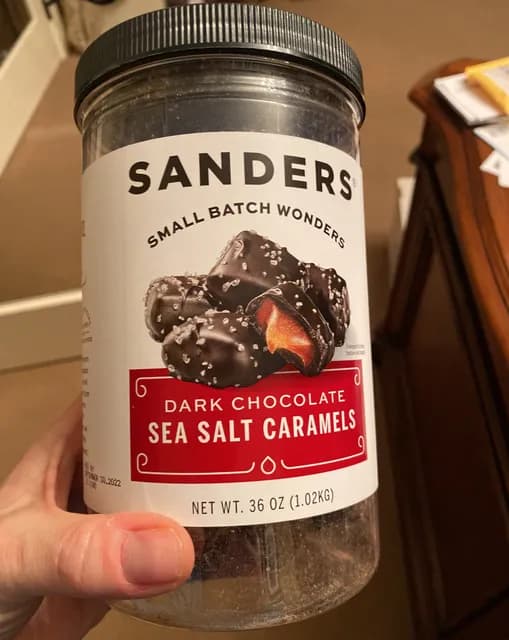 SANDERS
SMALL BATCH WONDERS
DARK CHOCOLATE
SEA SALT CARAMELS
NET WT. 36 OZ (1.02KG)